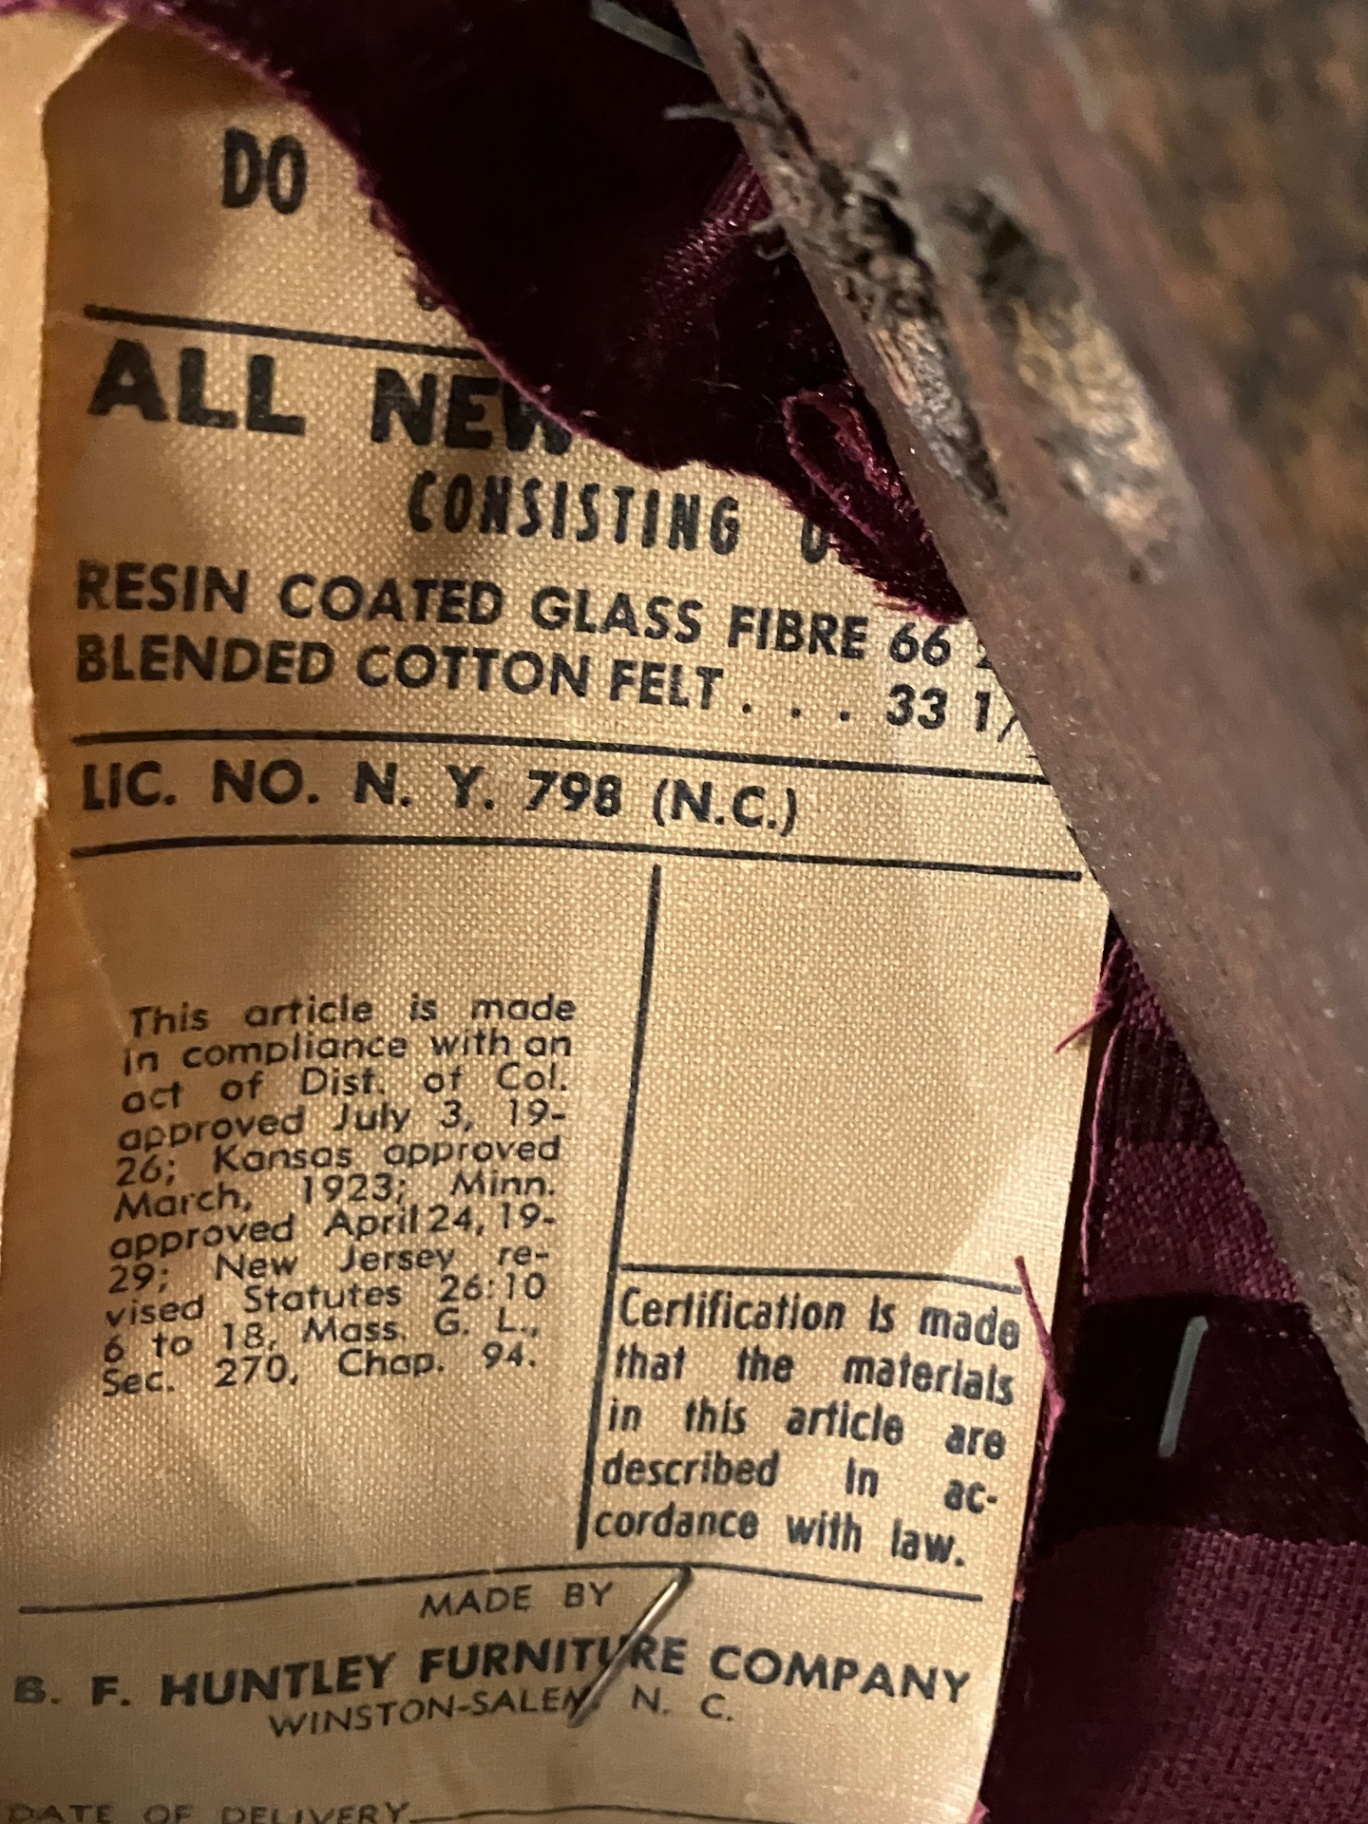 DO
ALL NEW
CONSISTING
RESIN COATED GLASS FIBRE 66
BLENDED COTTON FELT . . . 33 1/
LIC. NO. N. Y. 798 (N.C.)
This article is made
in compliance with an
act of Dist. of Col.
approved July 3, 19-
26; Kansas approved
March, 1923; Minn.
approved April 24, 19-
29; New Jersey re-
vised Statutes 26:10
6 to 18, Mass. G. L.,
Sec. 270, Chap. 94.
Certification is made
that the materials
in this article are
described in ac-
cordance with law.
MADE BY
B. F. HUNTLEY FURNITURE COMPANY
WINSTON-SALEM, N. C.
DATE OF DELIVERY